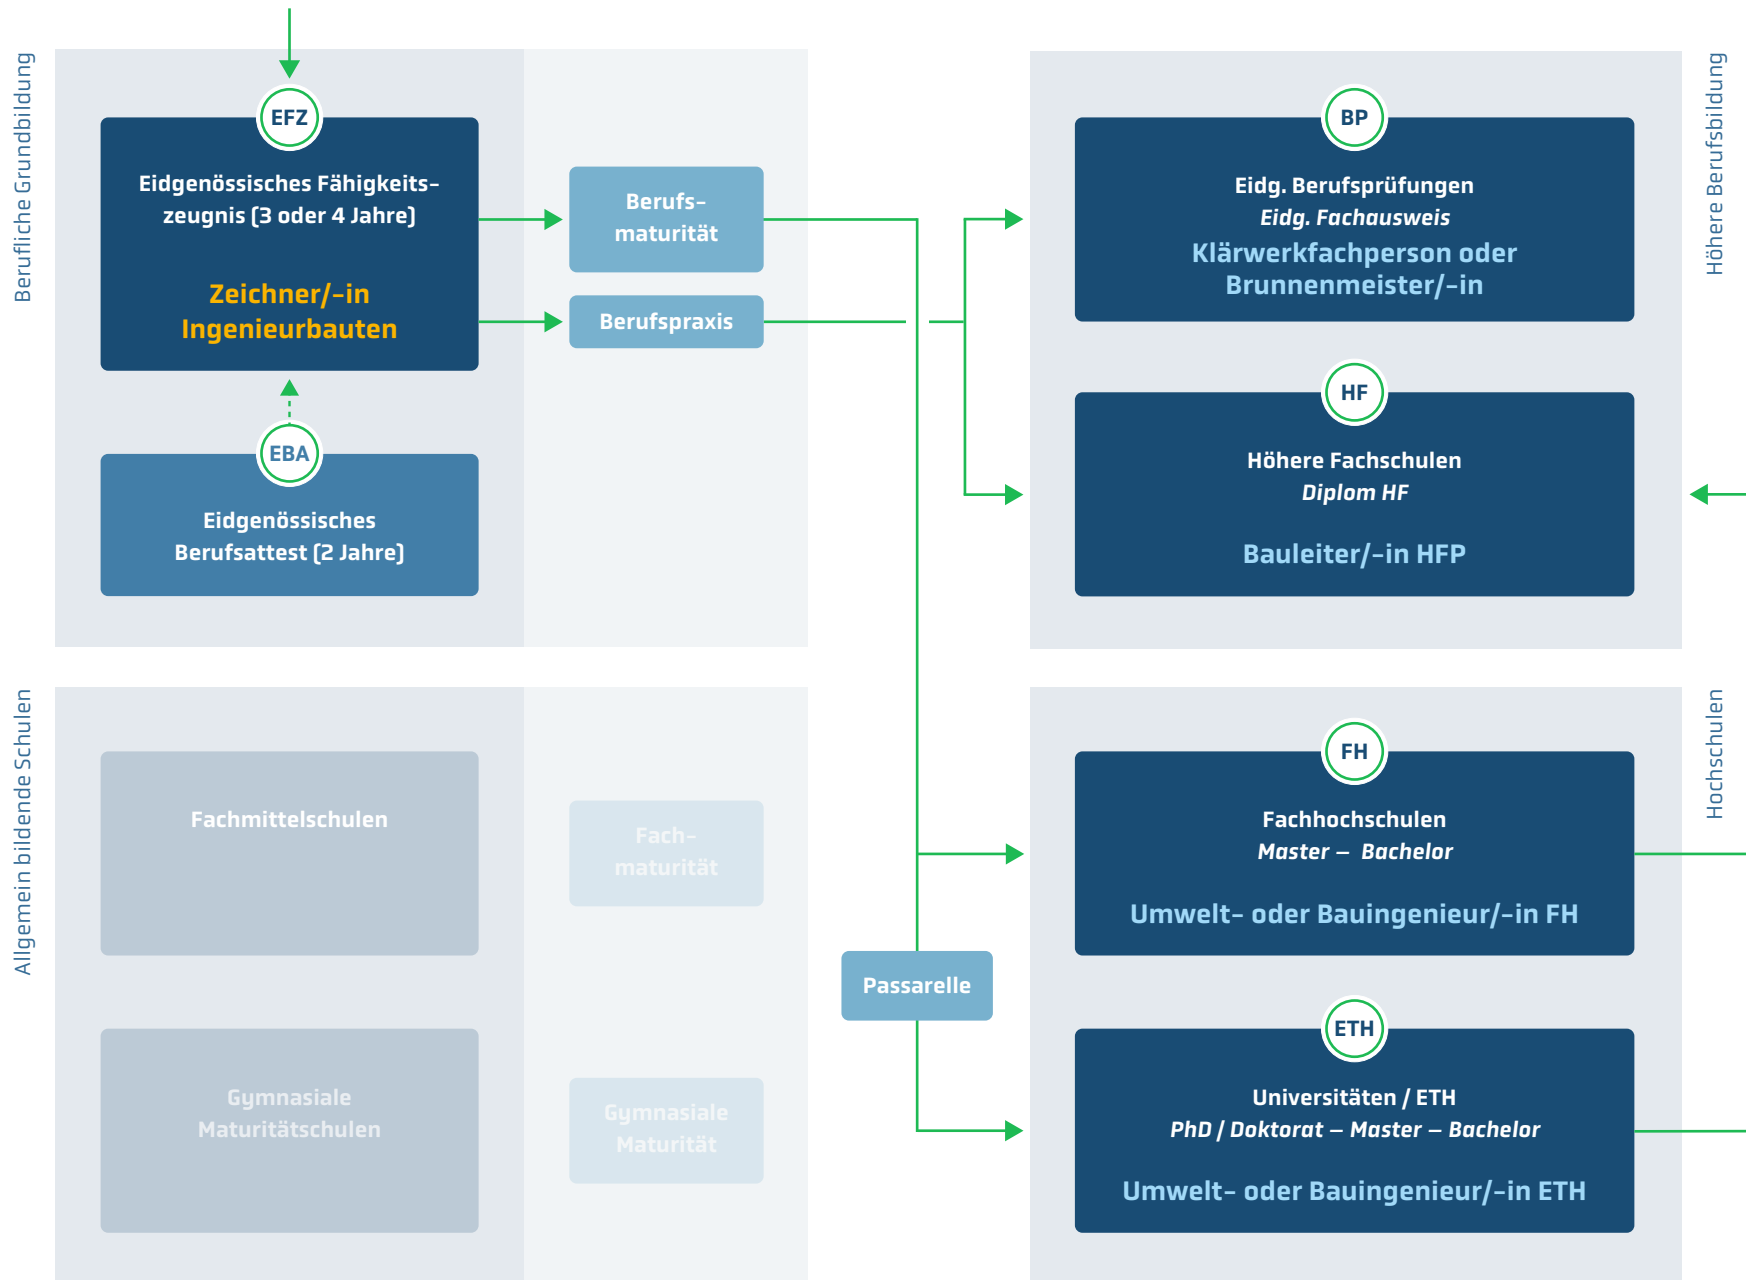 Berufliche Grundbildung
EFZ
Eidgenössisches Fähigkeits-
zeugnis (3 oder 4 Jahre)
Zeichner/-in
Ingenieurbauten
EBA
Eidgenössisches
Berufsattest (2 Jahre)
Berufs-
maturität
Berufspraxis
Höhere Berufsbildung
BP
Eidg. Berufsprüfungen
Eidg. Fachausweis
Klärwerkfachperson oder
Brunnenmeister/-in
HF
Höhere Fachschulen
Diplom HF
Bauleiter/-in HFP
Allgemein bildende Schulen
Fachmittelschulen
Fach-
maturität
Gymnasiale
Maturitätschulen
Gymnasiale
Maturität
Passarelle
Hochschulen
FH
Fachhochschulen
Master – Bachelor
Umwelt- oder Bauingenieur/-in FH
ETH
Universitäten / ETH
PhD / Doktorat – Master – Bachelor
Umwelt- oder Bauingenieur/-in ETH